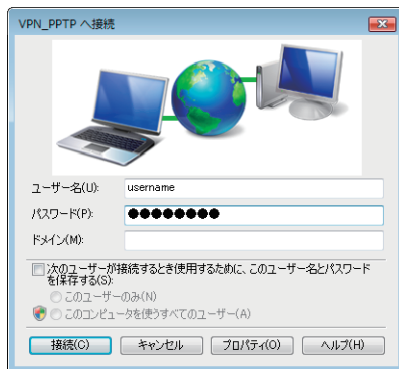 VPN_PPTP へ接続
ユーザー名(U):
username
パスワード(P):
●●●●●●●●
ドメイン(M):
次のユーザーが接続するとき使用するために、このユーザー名とパスワード
を保存する(S):
このユーザーのみ(N)
このコンピュータを使うすべてのユーザー(A)
接続(C)
キャンセル
プロパティ(O)
ヘルプ(H)